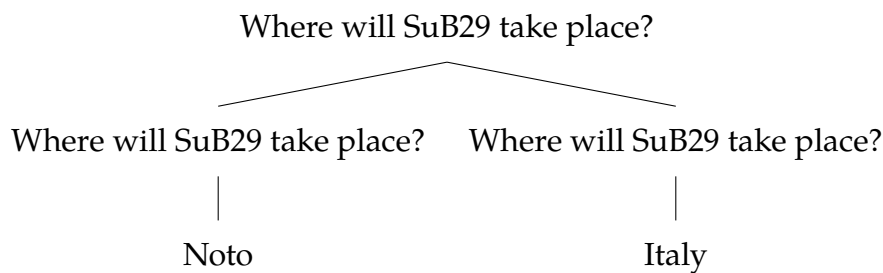 Where will SuB29 take place?
Where will SuB29 take place? Where will SuB29 take place?
Noto Italy